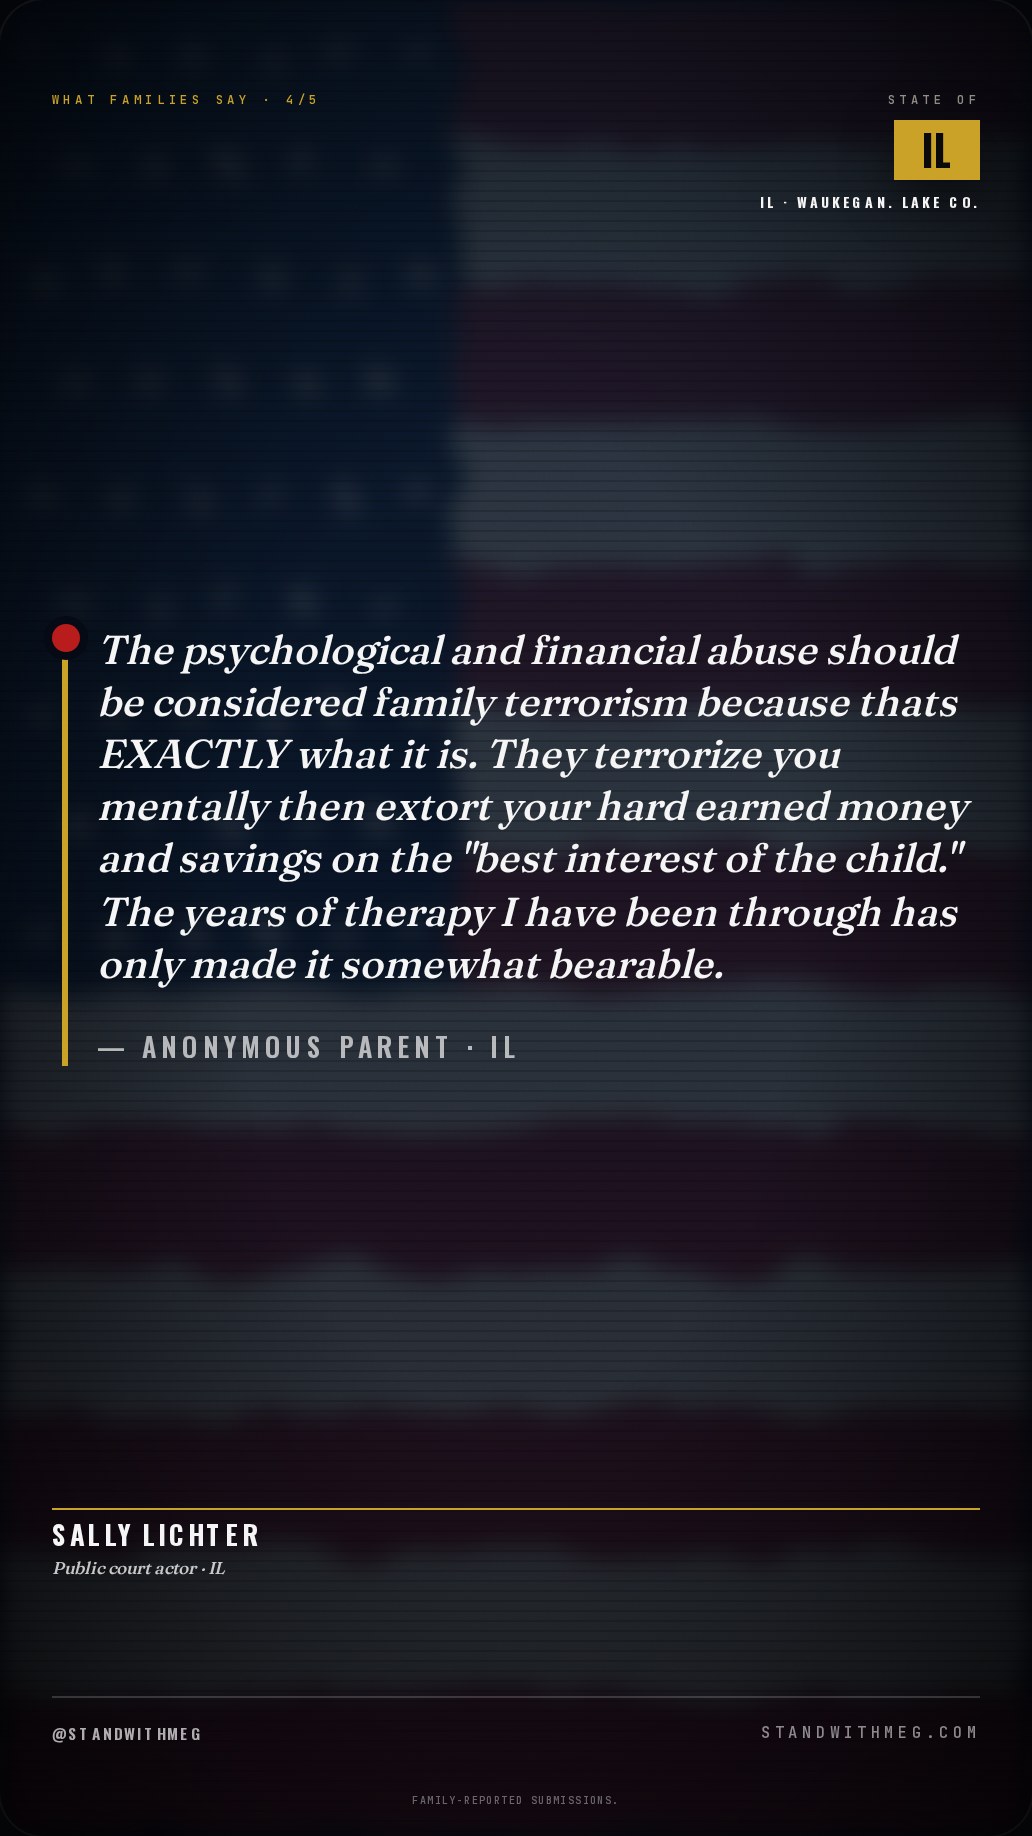 WHAT FAMILIES SAY · 4/5
STATE OF
IL
IL · WAUKEGAN. LAKE CO.
The psychological and financial abuse should
be considered family terrorism because thats
EXACTLY what it is. They terrorize you
mentally then extort your hard earned money
and savings on the "best interest of the child."
The years of therapy I have been through has
only made it somewhat bearable.
— ANONYMOUS PARENT · IL
SALLY LICHTER
Public court actor · IL
@STANDWITHMEG
STANDWITHMEG.COM
FAMILY-REPORTED SUBMISSIONS.